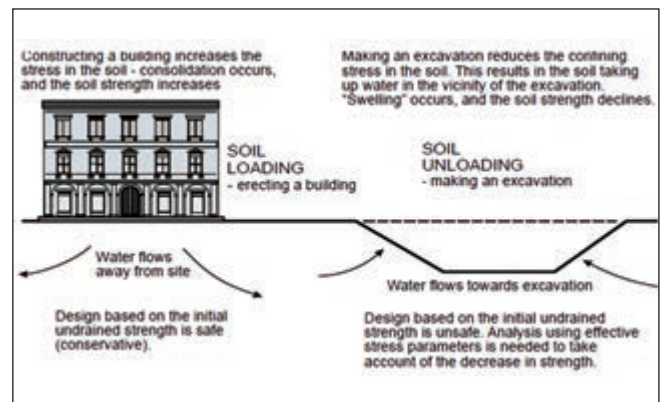 Constructing a building increases the
stress in the soil - consolidation occurs,
and the soil strength increases
Making an excavation reduces the confining
stress in the soil. This results in the soil taking
up water in the vicinity of the excavation.
"Swelling" occurs, and the soil strength declines.
SOIL
LOADING
- erecting a building
SOIL
UNLOADING
- making an excavation
Water flows
away from site
Water flows towards excavation
Design based on the initial
undrained strength is safe
(conservative).
Design based on the initial undrained
strength is unsafe. Analysis using effective
stress parameters is needed to take
account of the decrease in strength.